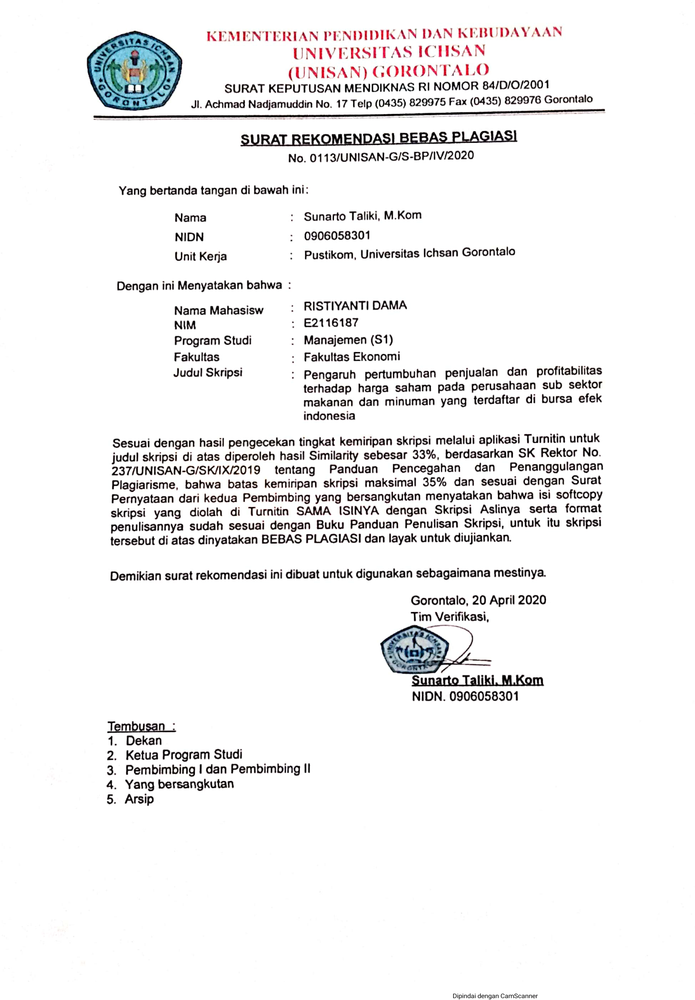 UNIVERSITAS ICHSAN
GORONTALO
KEMENTERIAN PENDIDIKAN DAN KEBUDAYAAN
UNIVERSITAS ICHSAN
(UNISAN) GORONTALO
SURAT KEPUTUSAN MENDIKNAS RI NOMOR 84/D/O/2001
Jl. Achmad Nadjamuddin No. 17 Telp (0435) 829975 Fax (0435) 829976 Gorontalo
SURAT REKOMENDASI BEBAS PLAGIASI
No. 0113/UNISAN-G/S-BP/IV/2020
Yang bertanda tangan di bawah ini :
Nama : Sunarto Taliki, M.Kom
NIDN : 0906058301
Unit Kerja : Pustikom, Universitas Ichsan Gorontalo
Dengan ini Menyatakan bahwa :
Nama Mahasisw : RISTIYANTI DAMA
NIM : E2116187
Program Studi : Manajemen (S1)
Fakultas : Fakultas Ekonomi
Judul Skripsi : Pengaruh pertumbuhan penjualan dan profitabilitas
terhadap harga saham pada perusahaan sub sektor
makanan dan minuman yang terdaftar di bursa efek
indonesia
Sesuai dengan hasil pengecekan tingkat kemiripan skripsi melalui aplikasi Turnitin untuk
judul skripsi di atas diperoleh hasil Similarity sebesar 33%, berdasarkan SK Rektor No.
237/UNISAN-G/SK/IX/2019 tentang Panduan Pencegahan dan Penanggulangan
Plagiarisme, bahwa batas kemiripan skripsi maksimal 35% dan sesuai dengan Surat
Pernyataan dari kedua Pembimbing yang bersangkutan menyatakan bahwa isi softcopy
skripsi yang diolah di Turnitin SAMA ISINYA dengan Skripsi Aslinya serta format
penulisannya sudah sesuai dengan Buku Panduan Penulisan Skripsi, untuk itu skripsi
tersebut di atas dinyatakan BEBAS PLAGIASI dan layak untuk diujiankan.
Demikian surat rekomendasi ini dibuat untuk digunakan sebagaimana mestinya.
Gorontalo, 20 April 2020
Tim Verifikasi,
UNIVERSITAS ICHSAN
GORONTALO
Sunarto Taliki, M.Kom
NIDN. 0906058301
Tembusan :
1. Dekan
2. Ketua Program Studi
3. Pembimbing I dan Pembimbing II
4. Yang bersangkutan
5. Arsip
Dipindai dengan CamScanner